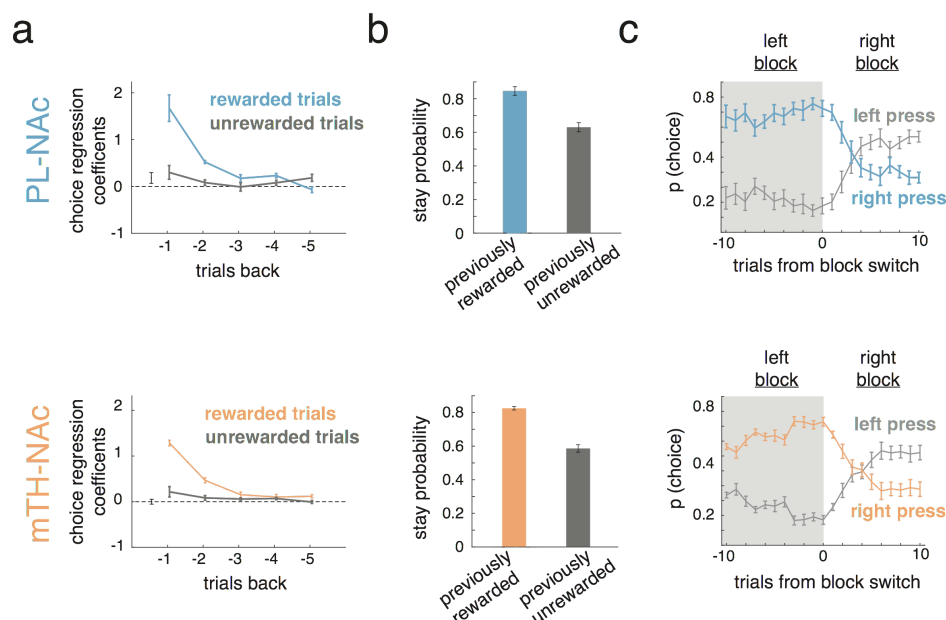 a
b
c
PL-NAc
choice regression
coefficents
2
1
0
-1
rewarded trials
unrewarded trials
-1 -2 -3 -4 -5
trials back
stay probability
0.8
0.6
0.4
0.2
0
previously
rewarded
previously
unrewarded
left
block
right
block
p (choice)
0.8
0.4
0.2
left press
right press
-10 0 10
trials from block switch
mTH-NAc
choice regression
coefficients
2
1
0
-1
rewarded trials
unrewarded trials
-1 -2 -3 -4 -5
trials back
stay probability
0.8
0.6
0.4
0.2
0
previously
rewarded
previously
unrewarded
left
block
right
block
p (choice)
0.8
0.4
0.2
left press
right press
-10 0 10
trials from block switch